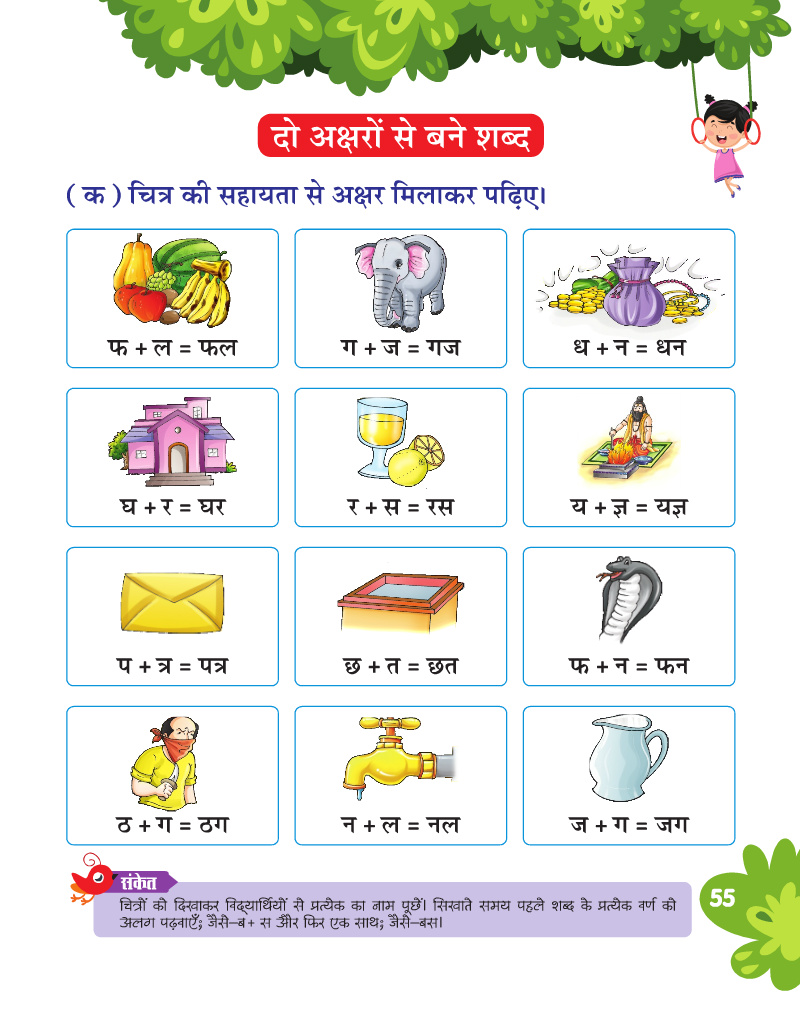 दो अक्षरों से बने शब्द
( क ) चित्र की सहायता से अक्षर मिलाकर पढ़िए।
फ + ल = फल
ग + ज = गज
ध + न = धन
घ + र = घर
र + स = रस
य + ज्ञ = यज्ञ
प + त्र = पत्र
छ + त = छत
फ + न = फन
ठ + ग = ठग
न + ल = नल
ज + ग = जग
संकेत
चित्रों को दिखाकर विद्यार्थियों से प्रत्येक का नाम पूछें। सिखाते समय पहले शब्द के प्रत्येक वर्ण को
अलग पढ़वाएँ; जैसे–ब+ स और फिर एक साथ; जैसे–बस।
55